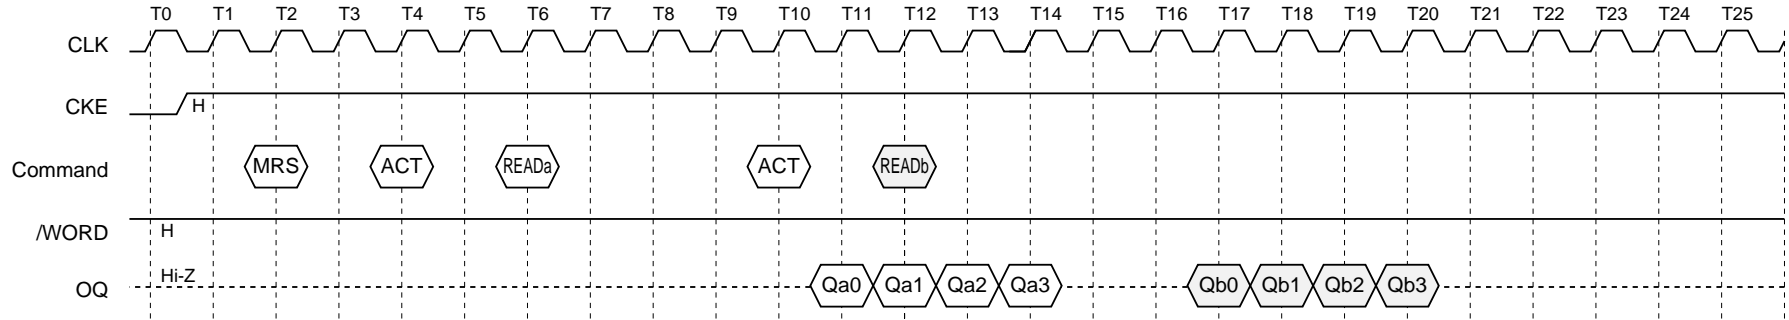 T0 T1 T2 T3 T4 T5 T6 T7 T8 T9 T10 T11 T12 T13 T14 T15 T16 T17 T18 T19 T20 T21 T22 T23 T24 T25
CLK
CKE H
Command MRS ACT READa ACT READb
/WORD H
OQ Hi-Z Qa0 Qa1 Qa2 Qa3 Qb0 Qb1 Qb2 Qb3